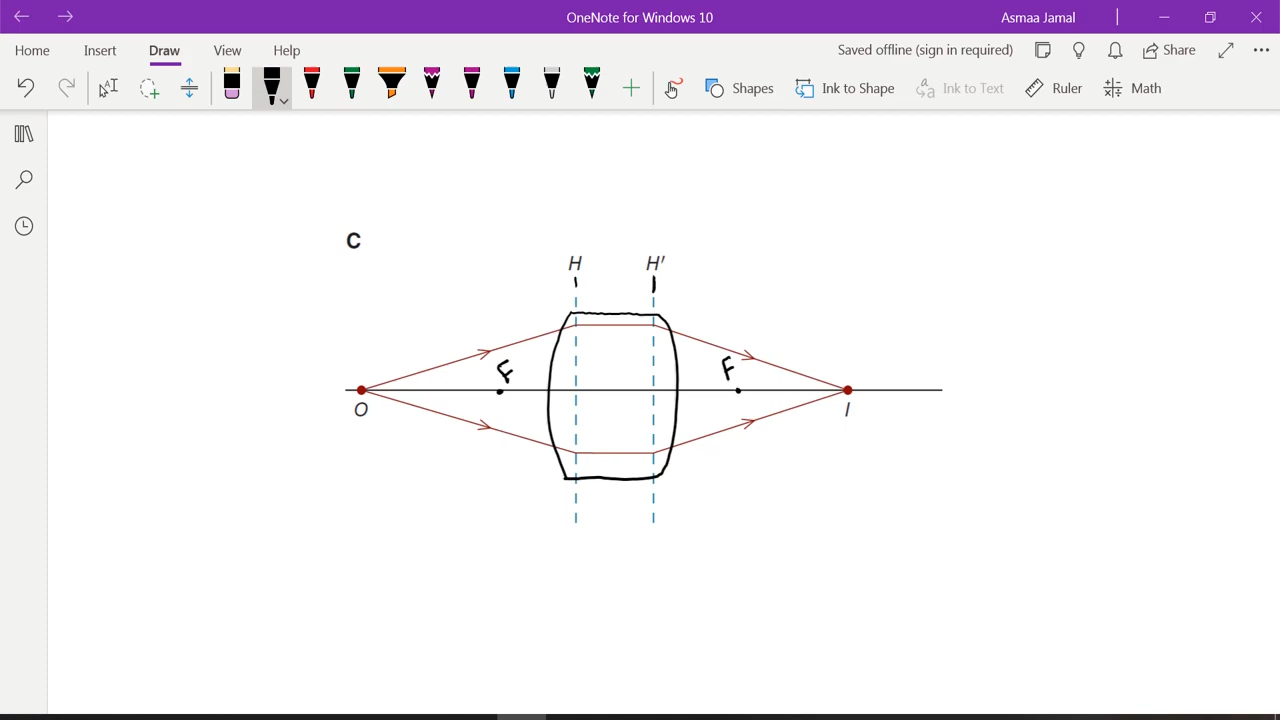 OneNote for Windows 10
Asmaa Jamal
Home Insert Draw View Help
Saved offline (sign in required)
Share
Shapes
Ink to Shape
Ink to Text
Ruler
Math
C
H H′
F F
O I